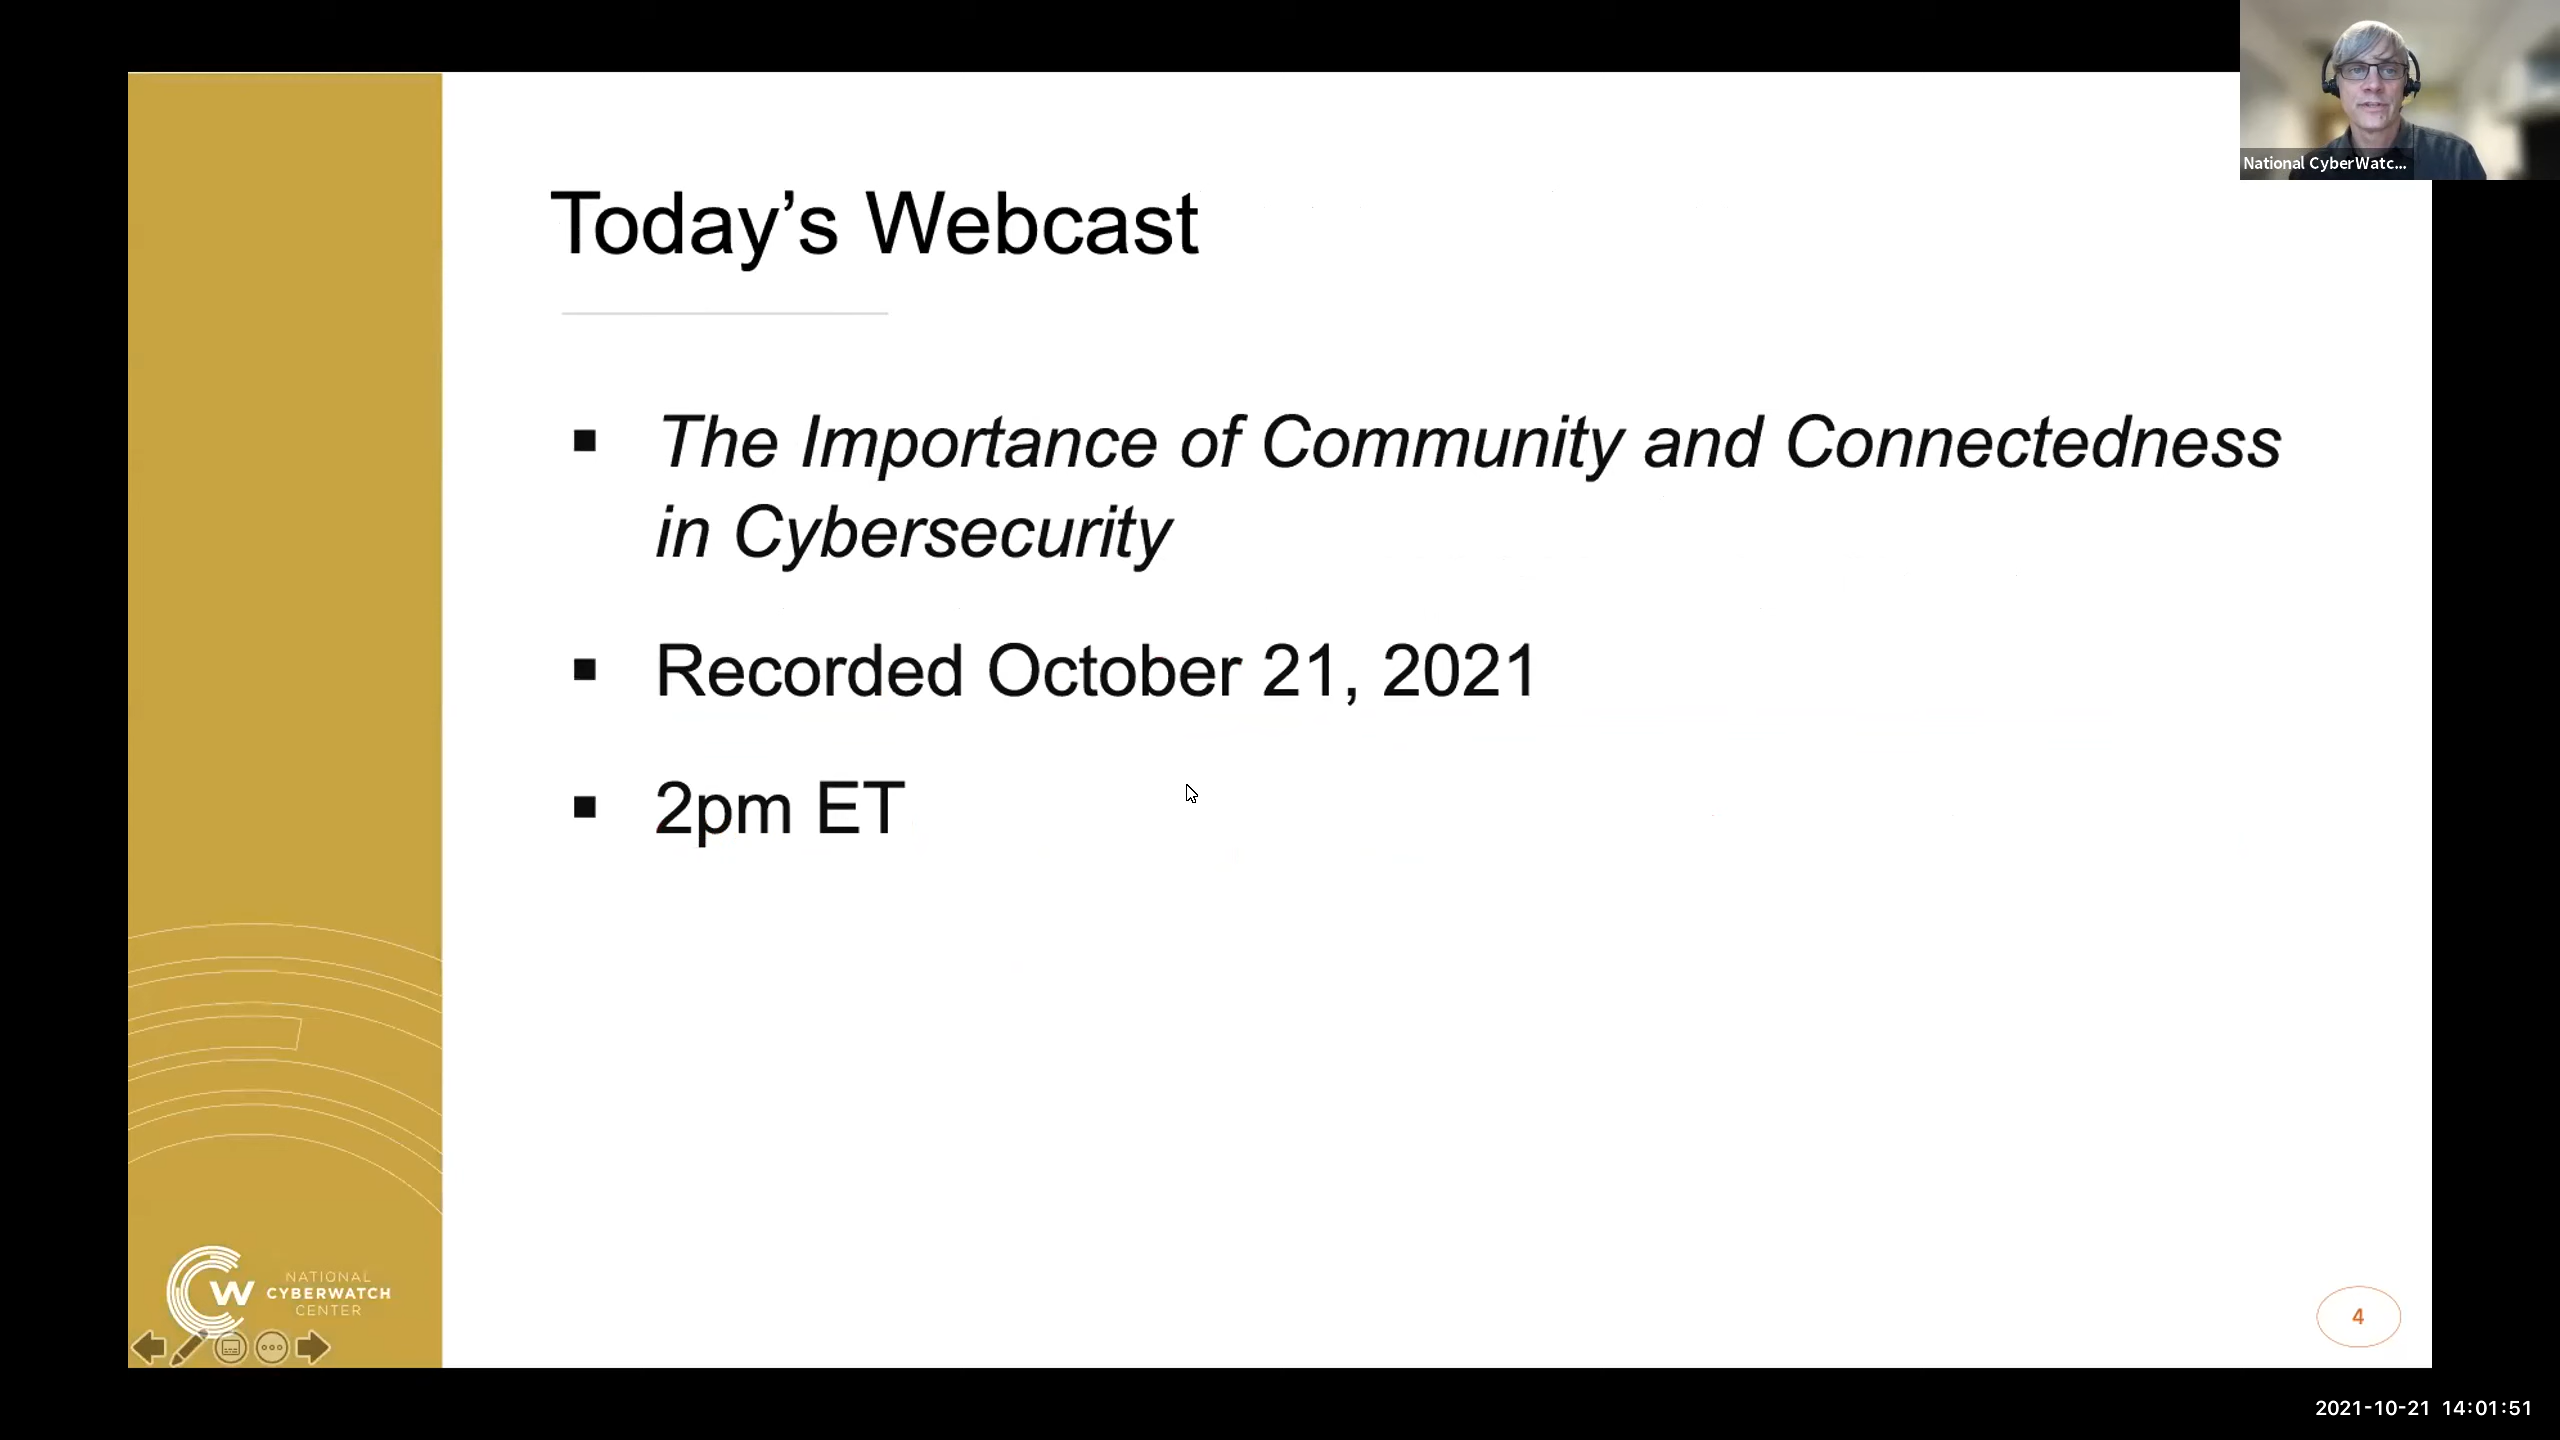 National CyberWatc...
Today’s Webcast
▪ The Importance of Community and Connectedness
in Cybersecurity
▪ Recorded October 21, 2021
▪ 2pm ET
CW
NATIONAL
CYBERWATCH
CENTER
4
2021-10-21 14:01:51